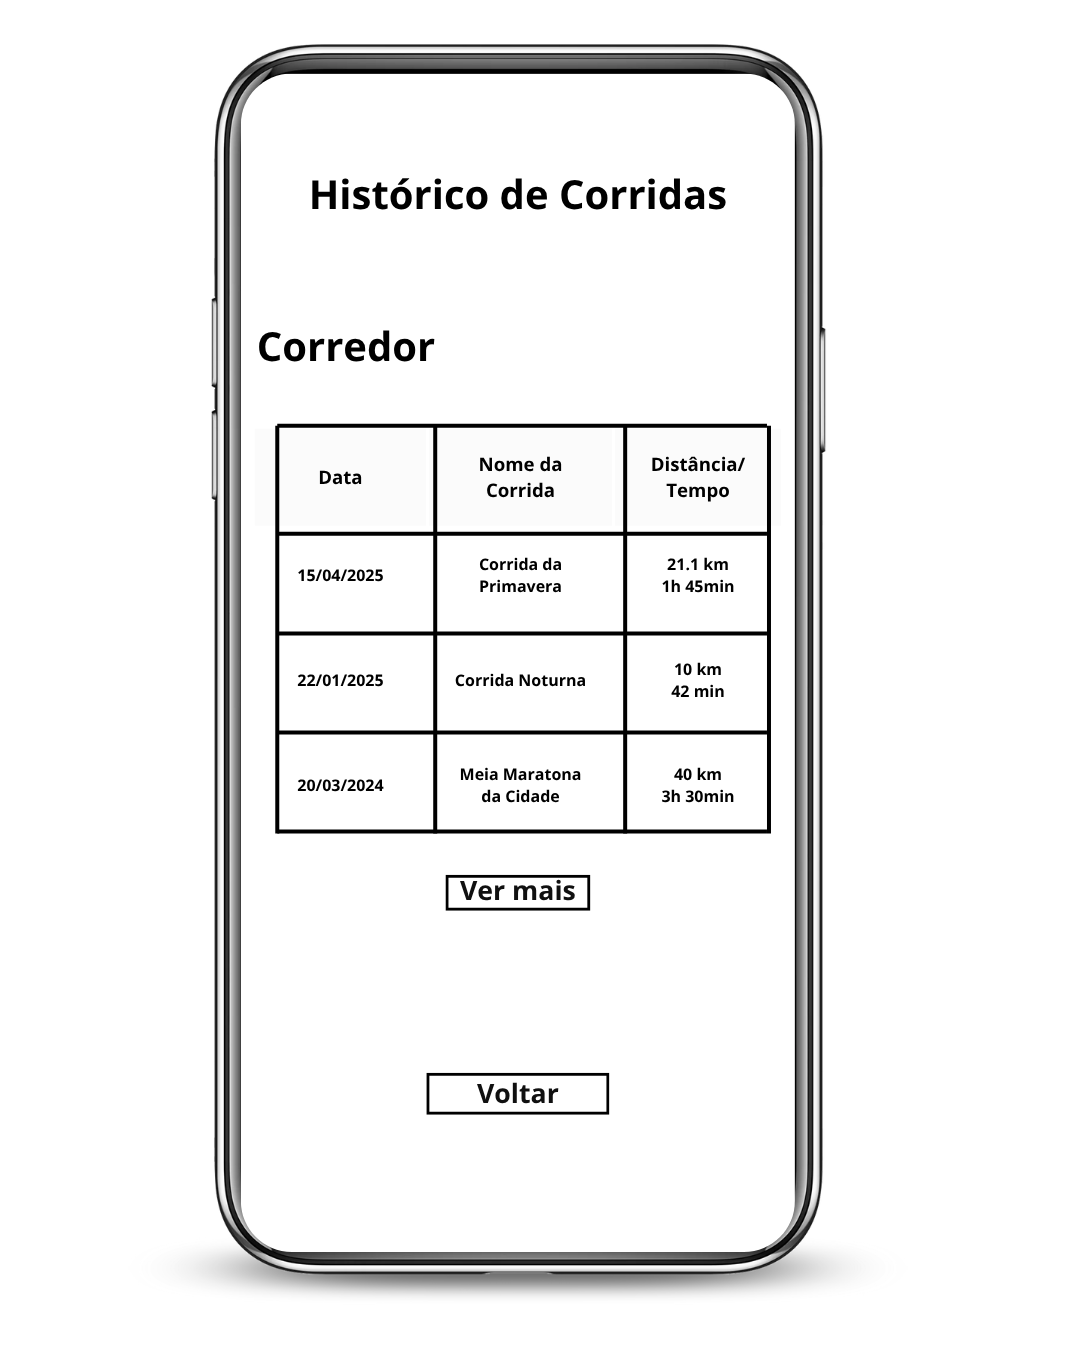 Histórico de Corridas
Corredor
Data
Nome da
Corrida
Distância/
Tempo
15/04/2025
Corrida da
Primavera
21.1 km
1h 45min
22/01/2025
Corrida Noturna
10 km
42 min
20/03/2024
Meia Maratona
da Cidade
40 km
3h 30min
Ver mais
Voltar